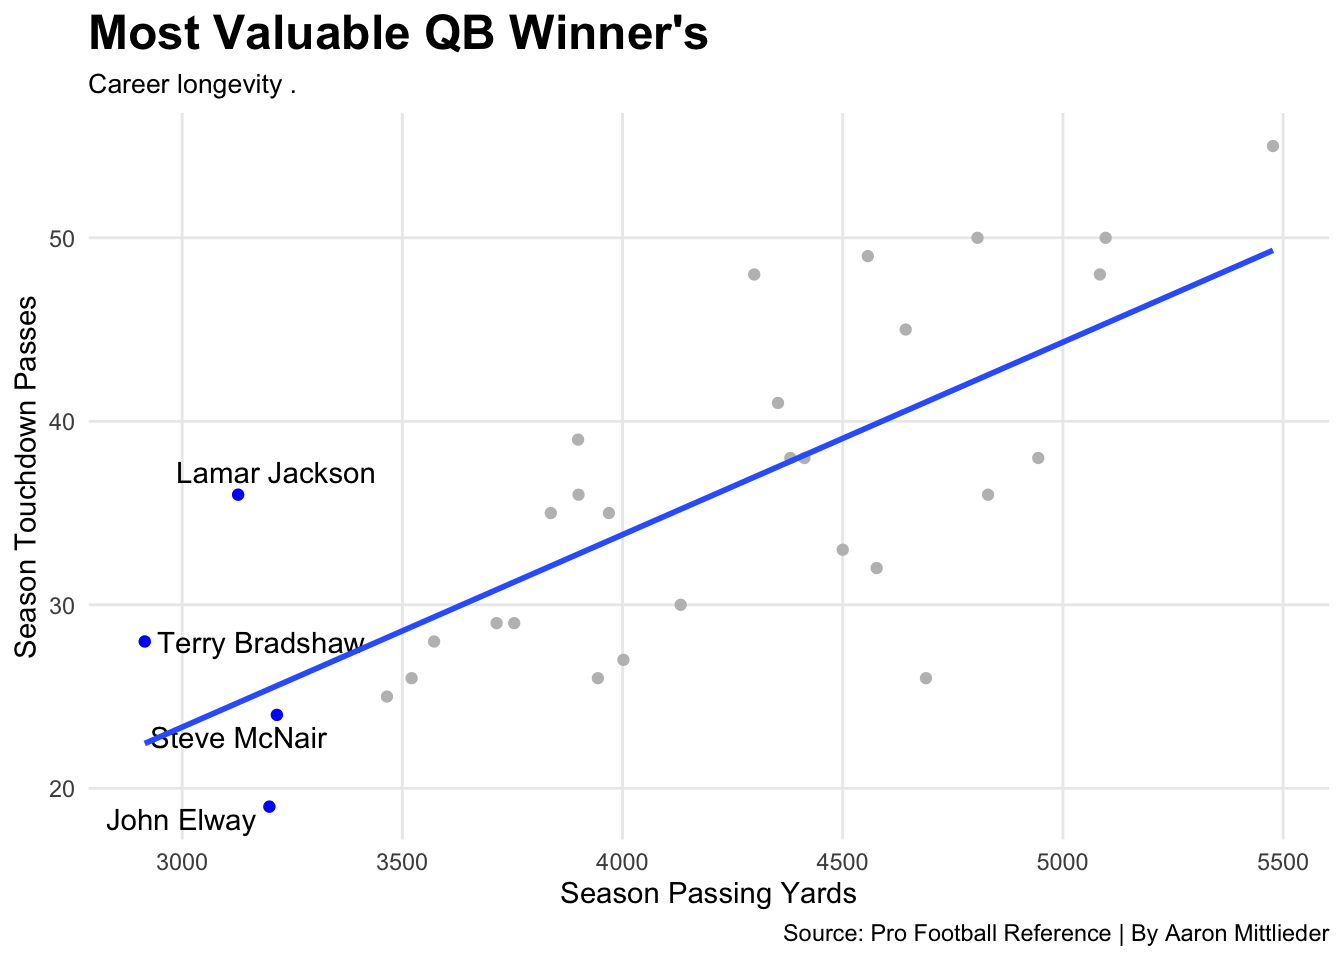 Most Valuable QB Winner's
Career longevity .
50
40
30
20
Season Touchdown Passes
Lamar Jackson
Terry Bradshaw
Steve McNair
John Elway
3000 3500 4000 4500 5000 5500
Season Passing Yards
Source: Pro Football Reference | By Aaron Mittlieder